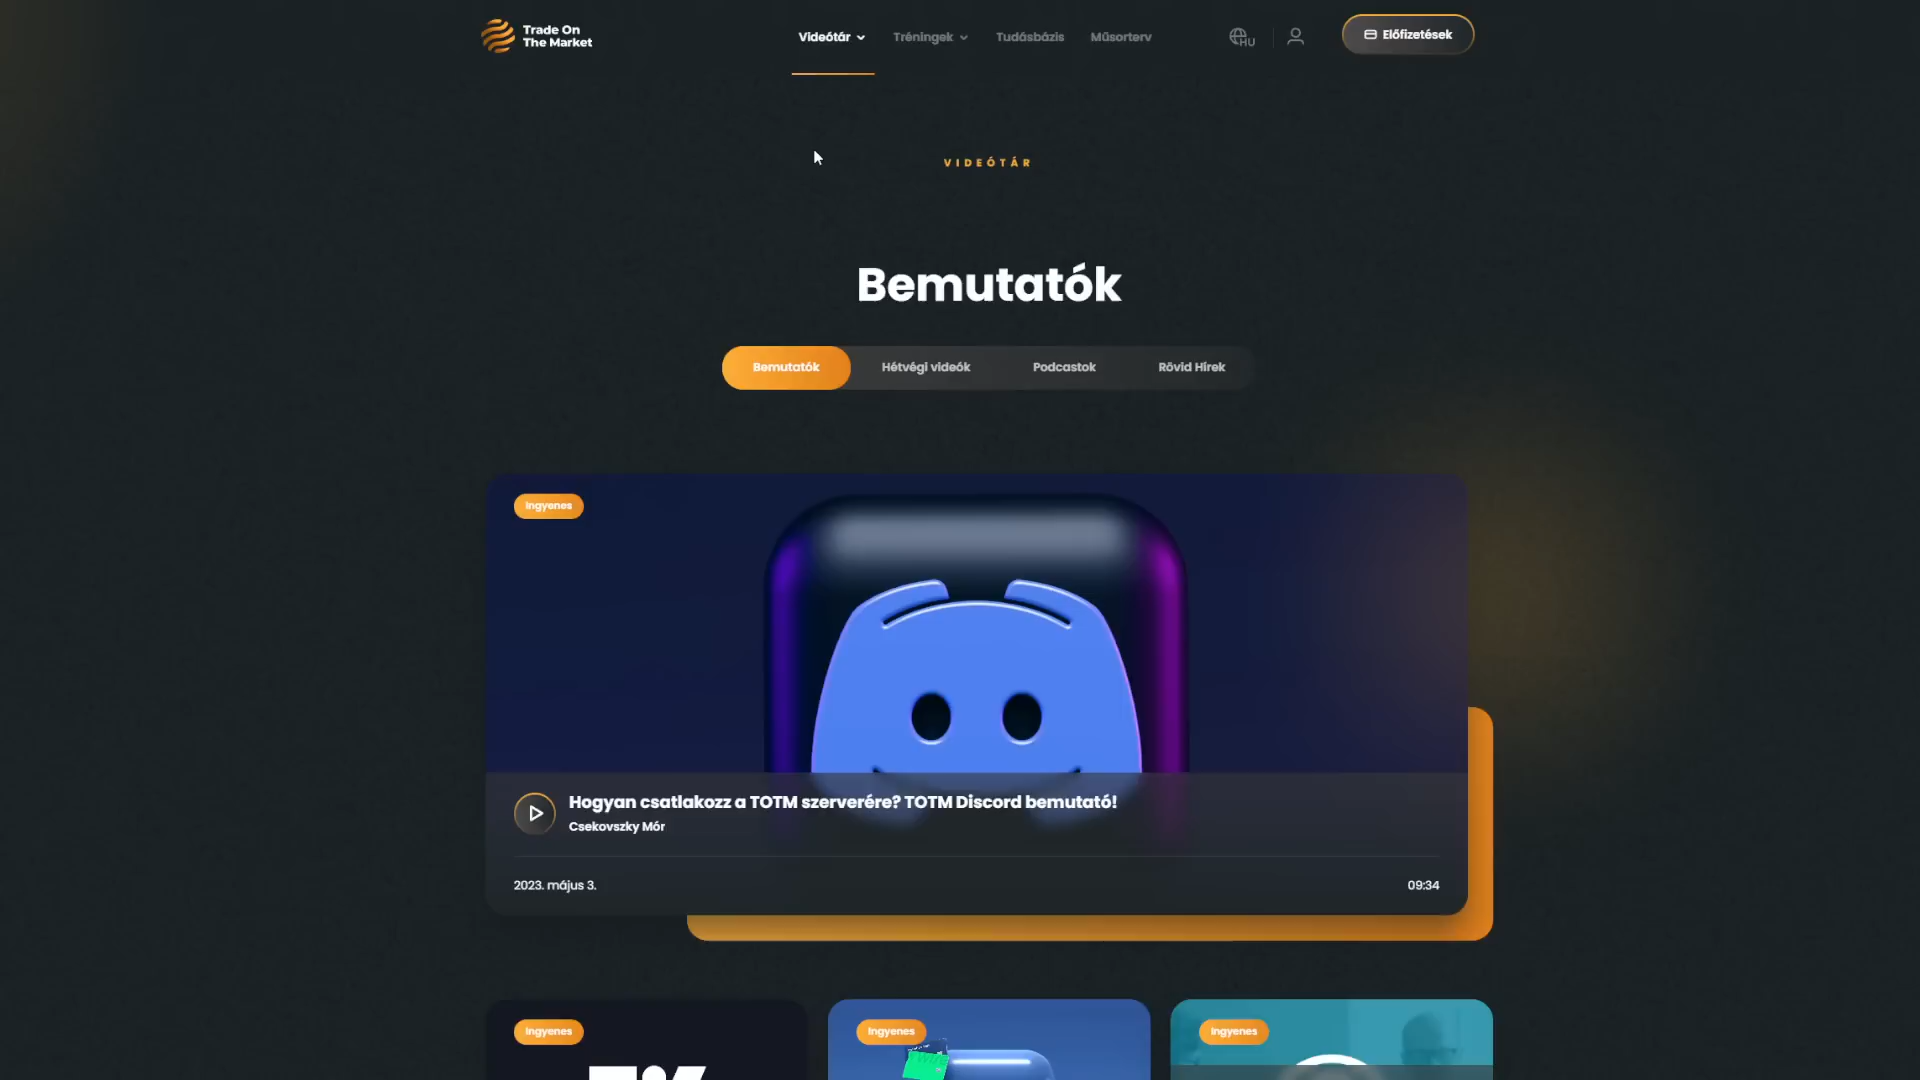 Trade On
The Market
Videótár
Tréningek
Tudásbázis
Műsorterv
HU
Előfizetések
VIDEÓTÁR
Bemutatók
Bemutatók
Hétvégi videók
Podcastok
Rövid Hírek
Ingyenes
Hogyan csatlakozz a TOTM szerverére? TOTM Discord bemutató!
Csekovszky Mór
2023. május 3.
09:34
Ingyenes
Ingyenes
Ingyenes